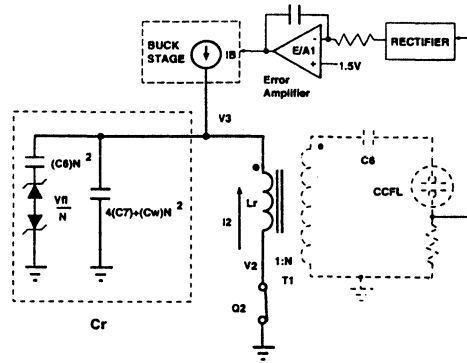 BUCK
STAGE
IB
E/A1
-
+
1.5V
RECTIFIER
Error
Amplifier
V3
(C6)N 2
Vfl
N
4(C7)+(Cw)N 2
Cr
I2
Lr
V2
1:N
T1
Q2
C6
CCFL